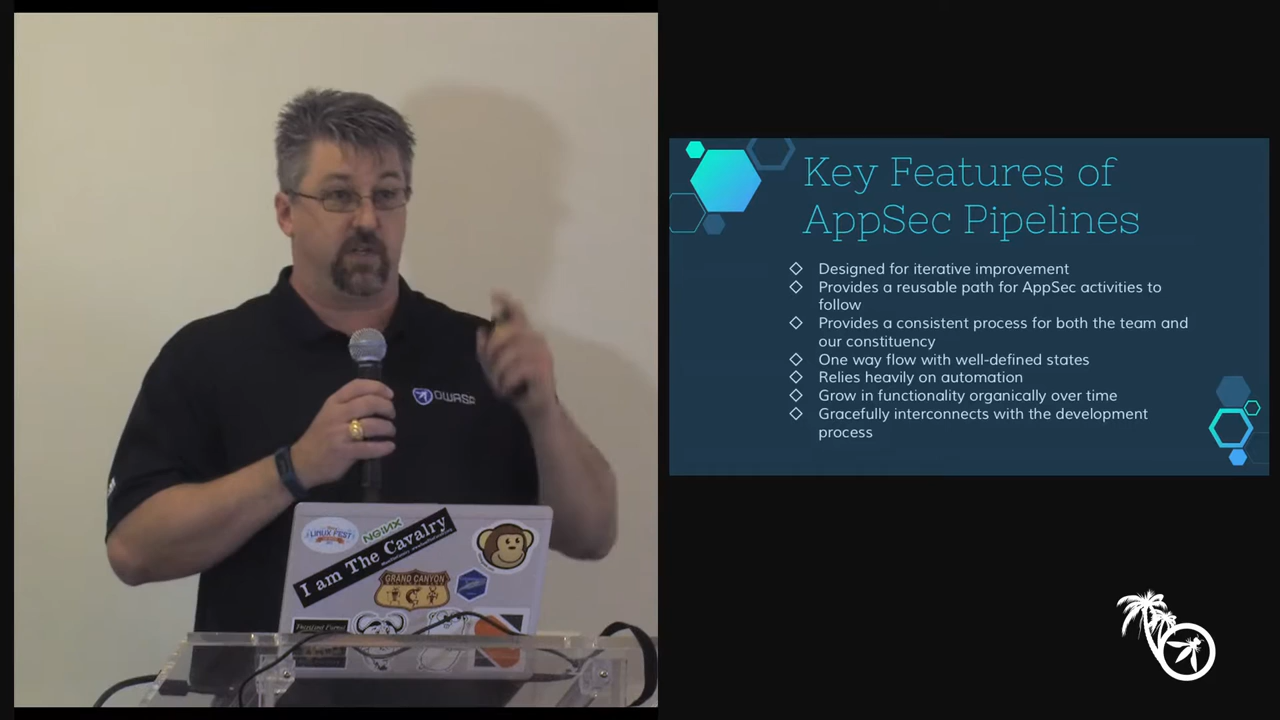 Key Features of
AppSec Pipelines
Designed for iterative improvement
Provides a reusable path for AppSec activities to
follow
Provides a consistent process for both the team and
our constituency
One way flow with well-defined states
Relies heavily on automation
Grow in functionality organically over time
Gracefully interconnects with the development
process
OWASP
LINUX FEST
NGINX
I am The Cavalry
GRAND CANYON